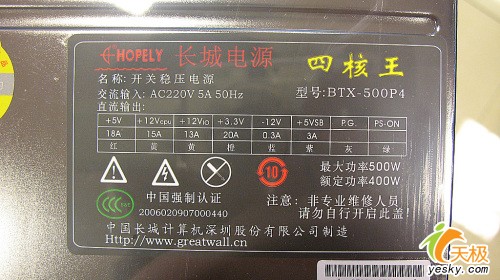 HOPELY 长城电源 四核王
名称: 开关稳压电源
交流输入: AC220V 5A 50Hz 型号: BTX-500P4
直流输出:
+5V +12Vcpu +12Vio +3.3V -12V +5VSB P.G. PS-ON
18A 15A 13A 20A 0.3A 3A
红 黄 黄 橙 蓝 紫 灰 绿
10
最大功率500W
额定功率400W
CCC
中国强制认证
2006020907000440
注意: 非专业维修人员
请勿自行开启此盖!
中国长城计算机深圳股份有限公司制造
Http://www.greatwall.com.cn
天极
yesky.com